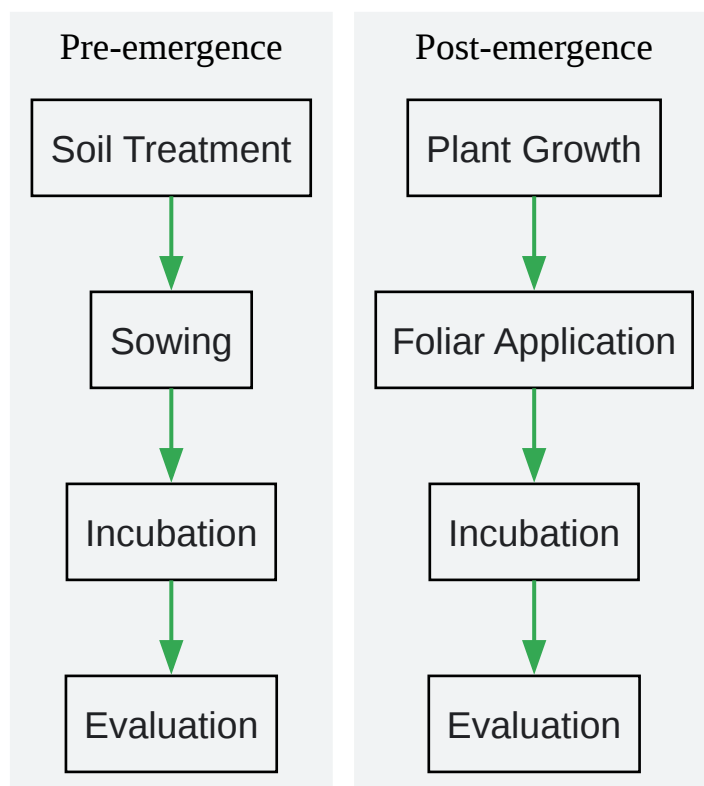 Pre-emergence
Soil Treatment
Sowing
Incubation
Evaluation
Post-emergence
Plant Growth
Foliar Application
Incubation
Evaluation